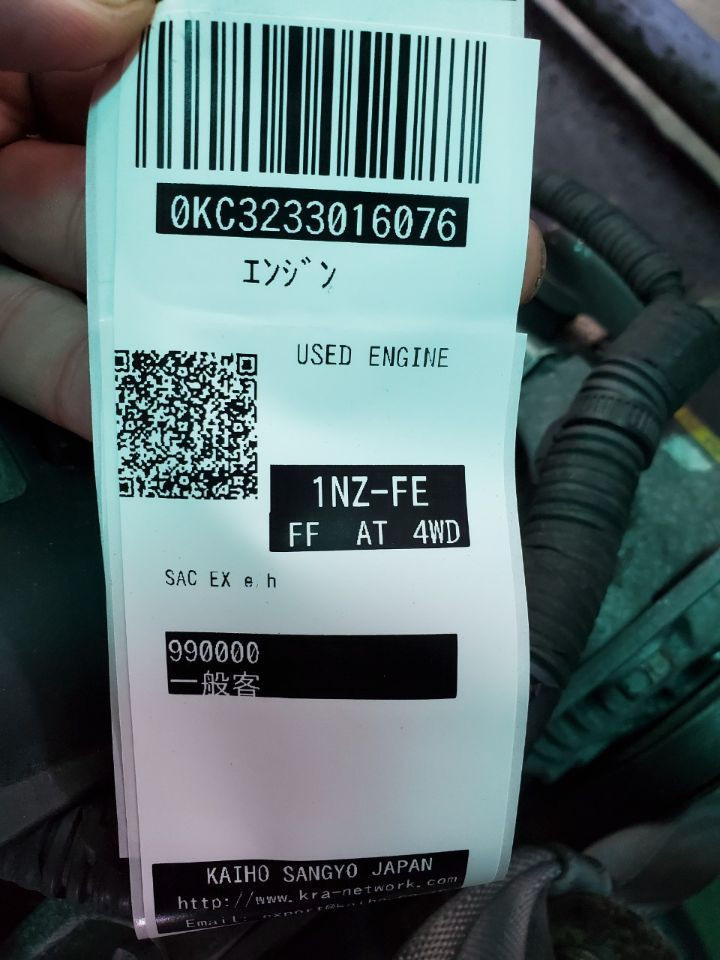 0KC3233016076
エンジン
USED ENGINE
1NZ-FE
FF AT 4WD
SAC EX e,h
990000
一般客
KAIHO SANGYO JAPAN
http://www.kra-network.com
Email: